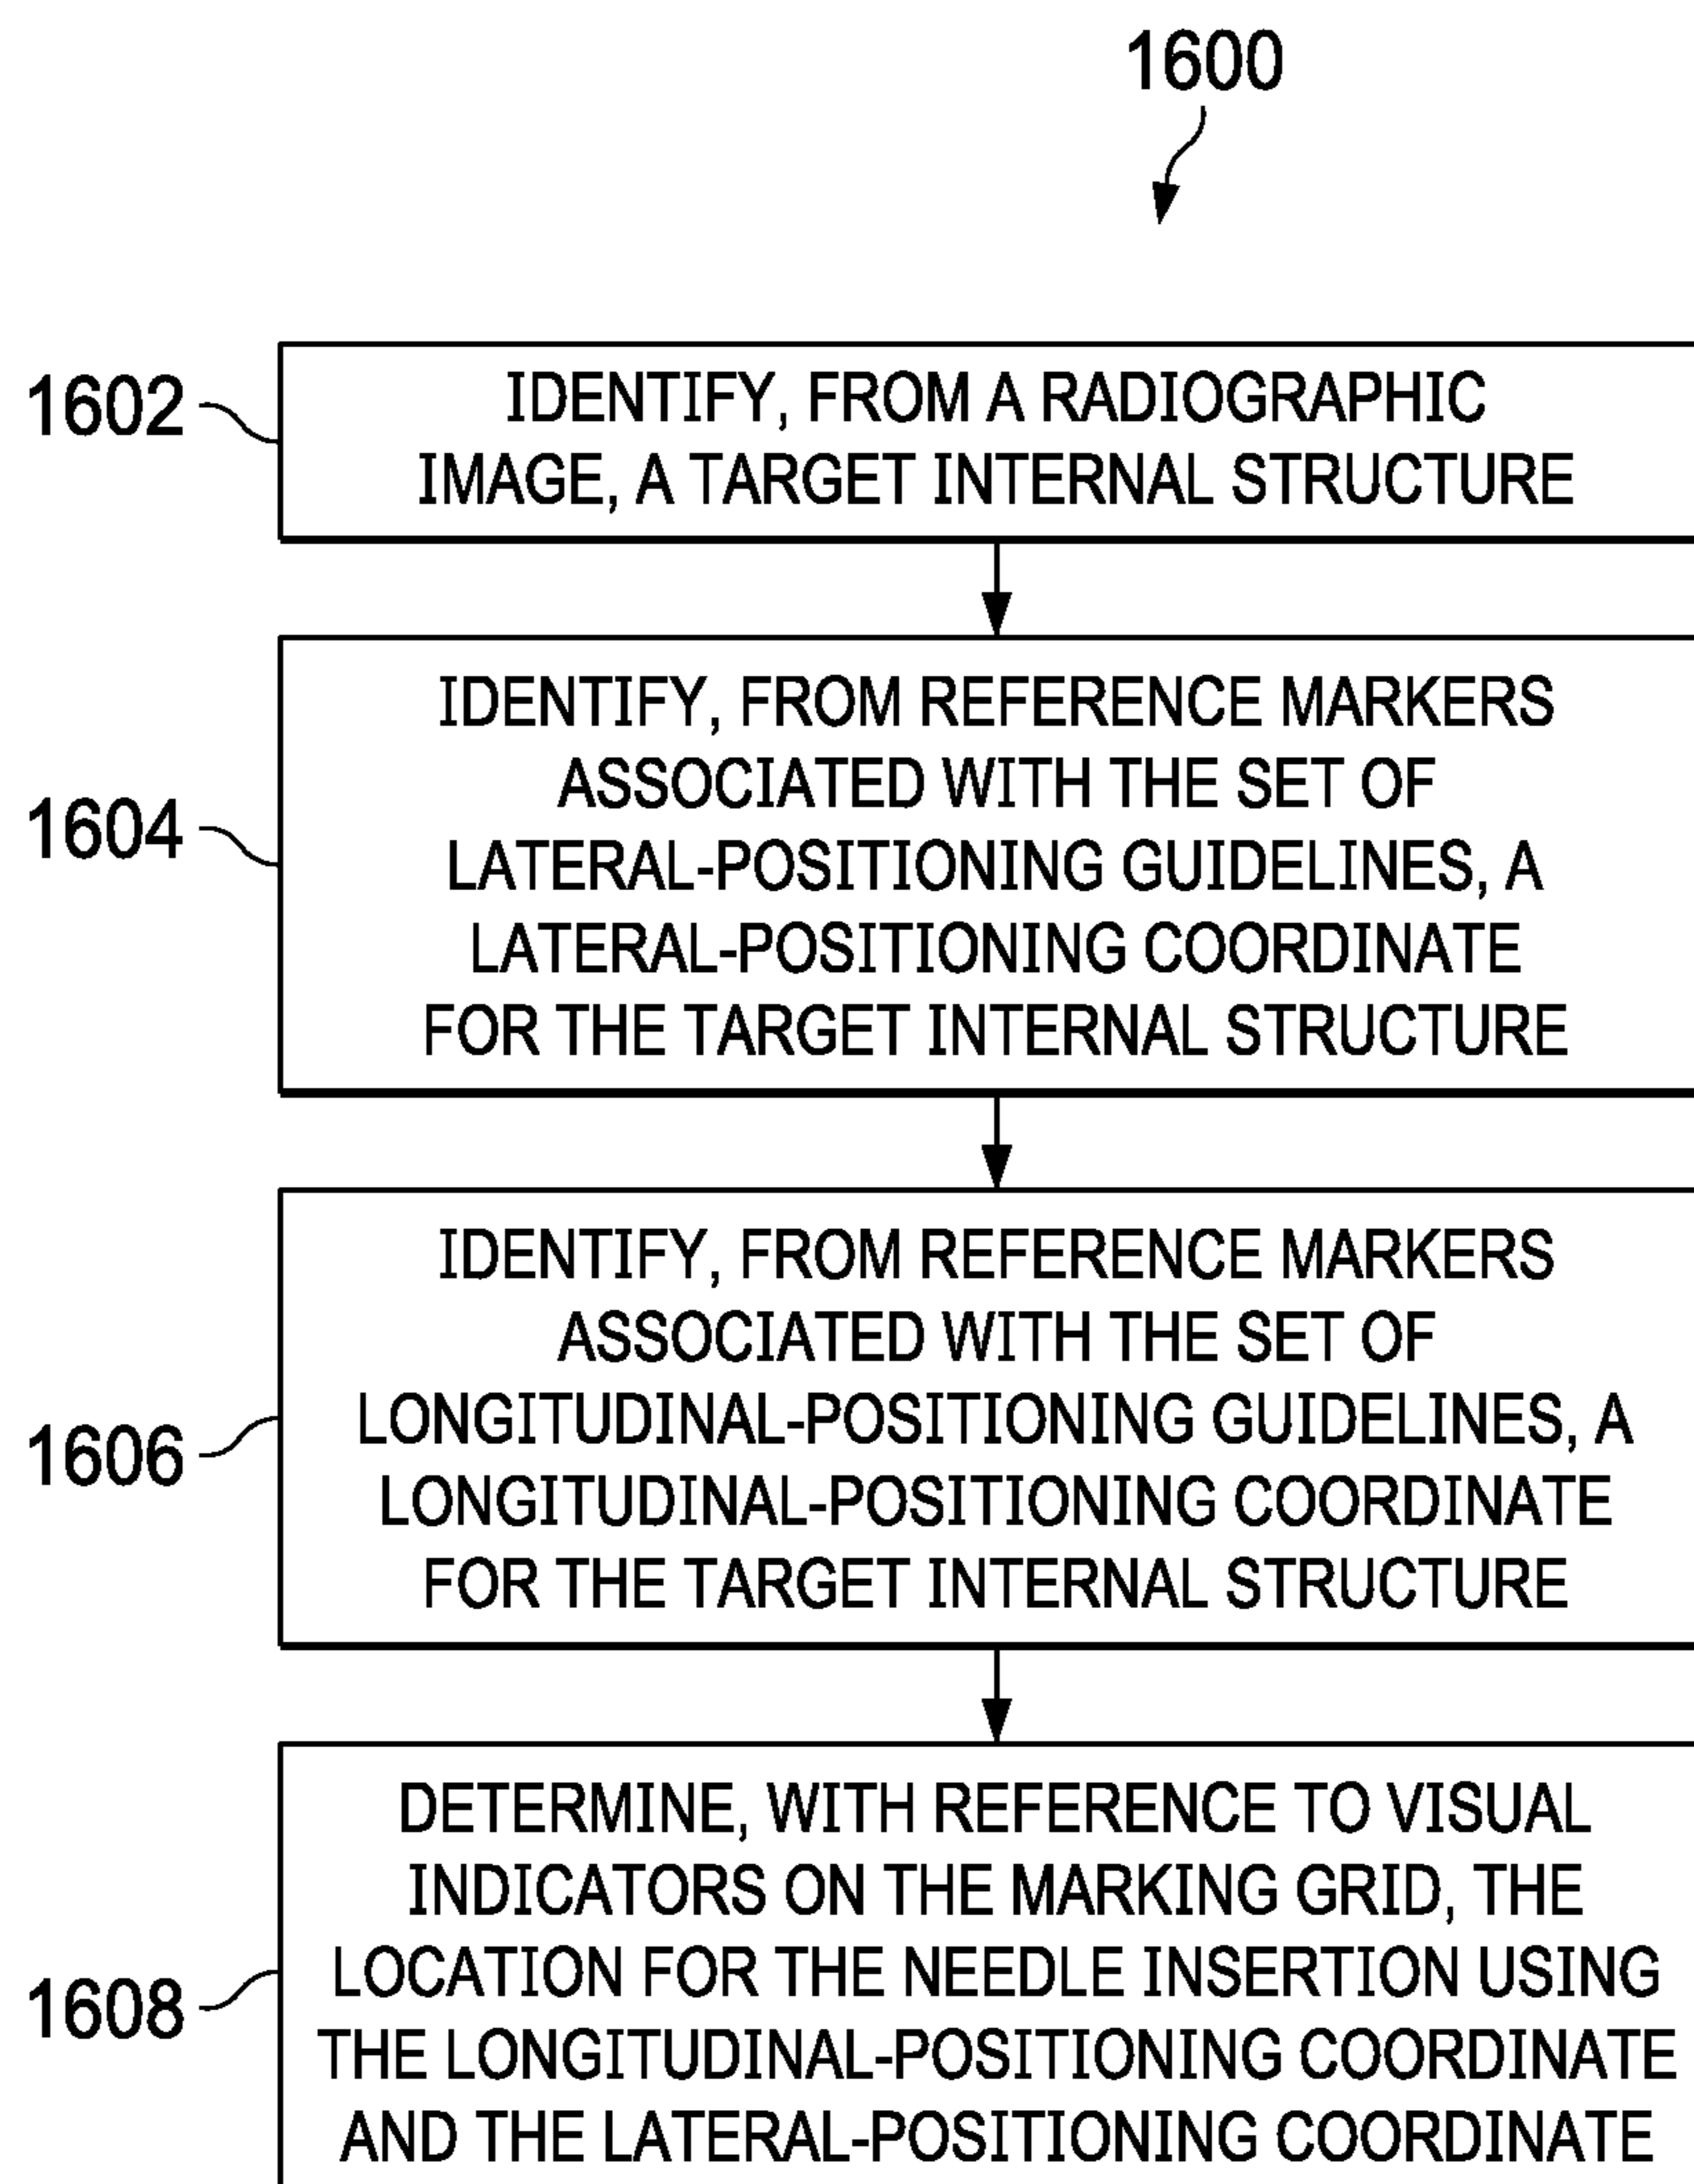 1600
1602
IDENTIFY, FROM A RADIOGRAPHIC
IMAGE, A TARGET INTERNAL STRUCTURE
1604
IDENTIFY, FROM REFERENCE MARKERS
ASSOCIATED WITH THE SET OF
LATERAL-POSITIONING GUIDELINES, A
LATERAL-POSITIONING COORDINATE
FOR THE TARGET INTERNAL STRUCTURE
1606
IDENTIFY, FROM REFERENCE MARKERS
ASSOCIATED WITH THE SET OF
LONGITUDINAL-POSITIONING GUIDELINES, A
LONGITUDINAL-POSITIONING COORDINATE
FOR THE TARGET INTERNAL STRUCTURE
1608
DETERMINE, WITH REFERENCE TO VISUAL
INDICATORS ON THE MARKING GRID, THE
LOCATION FOR THE NEEDLE INSERTION USING
THE LONGITUDINAL-POSITIONING COORDINATE
AND THE LATERAL-POSITIONING COORDINATE